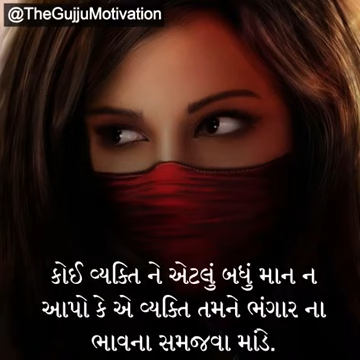 @TheGujjuMotivation
કોઈ વ્યક્તિ ને એટલું બધું માન ન
આપો કે એ વ્યક્તિ તમને ભંગાર ના
ભાવના સમજવા માંડે.